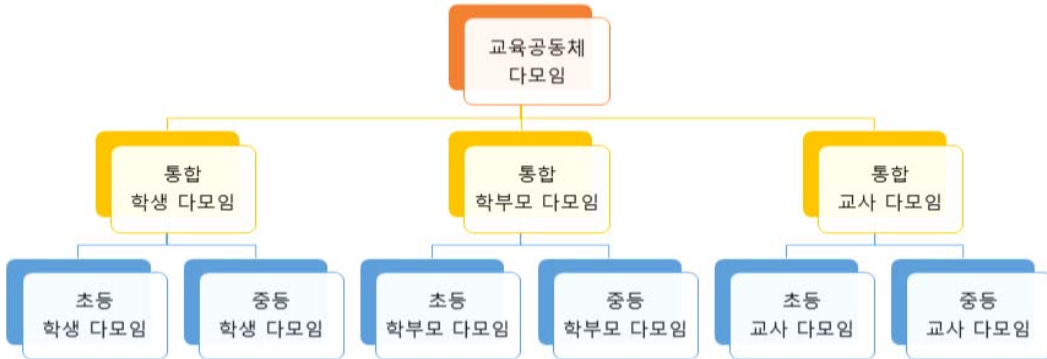 교육공동체
다모임
통합
학생 다모임
통합
학부모 다모임
통합
교사 다모임
초등
학생 다모임
중등
학생 다모임
초등
학부모 다모임
중등
학부모 다모임
초등
교사 다모임
중등
교사 다모임